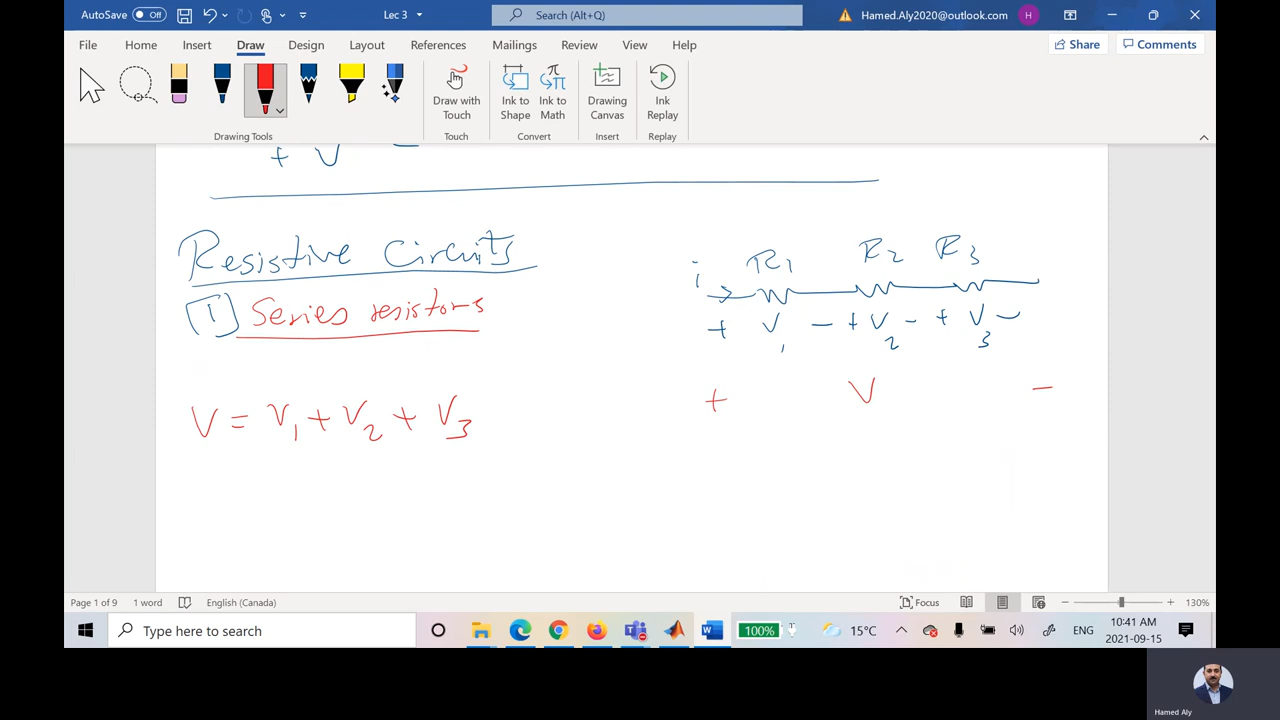 AutoSave Off Lec 3 Search (Alt+Q) Hamed.Aly2020@outlook.com H
File Home Insert Draw Design Layout References Mailings Review View Help Share Comments
Draw with Touch Ink to Shape Ink to Math Drawing Canvas Ink Replay
Drawing Tools Touch Convert Insert Replay
+ V -
Resistive Circuits
i R1 R2 R3
1 Series resistors
+ V1 - + V2 - + V3 -
+ V -
V = V1 + V2 + V3
Page 1 of 9 1 word English (Canada) Focus 130%
Type here to search 100% 15°C ENG 10:41 AM 2021-09-15
Hamed Aly